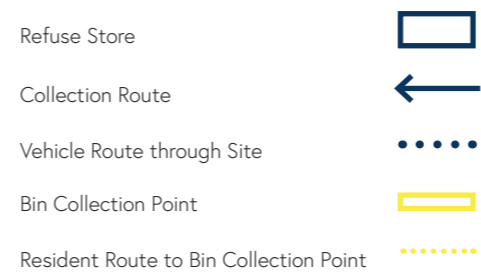 Refuse Store
Collection Route
Vehicle Route through Site
Bin Collection Point
Resident Route to Bin Collection Point